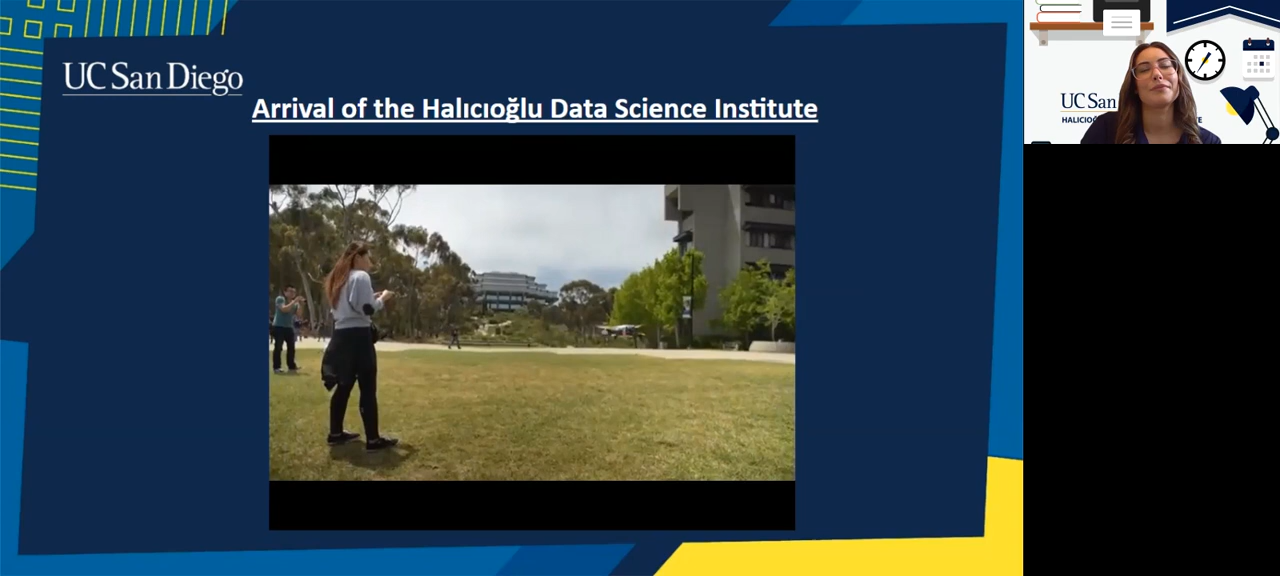 UC San Diego
Arrival of the Halıcıoğlu Data Science Institute
UC San